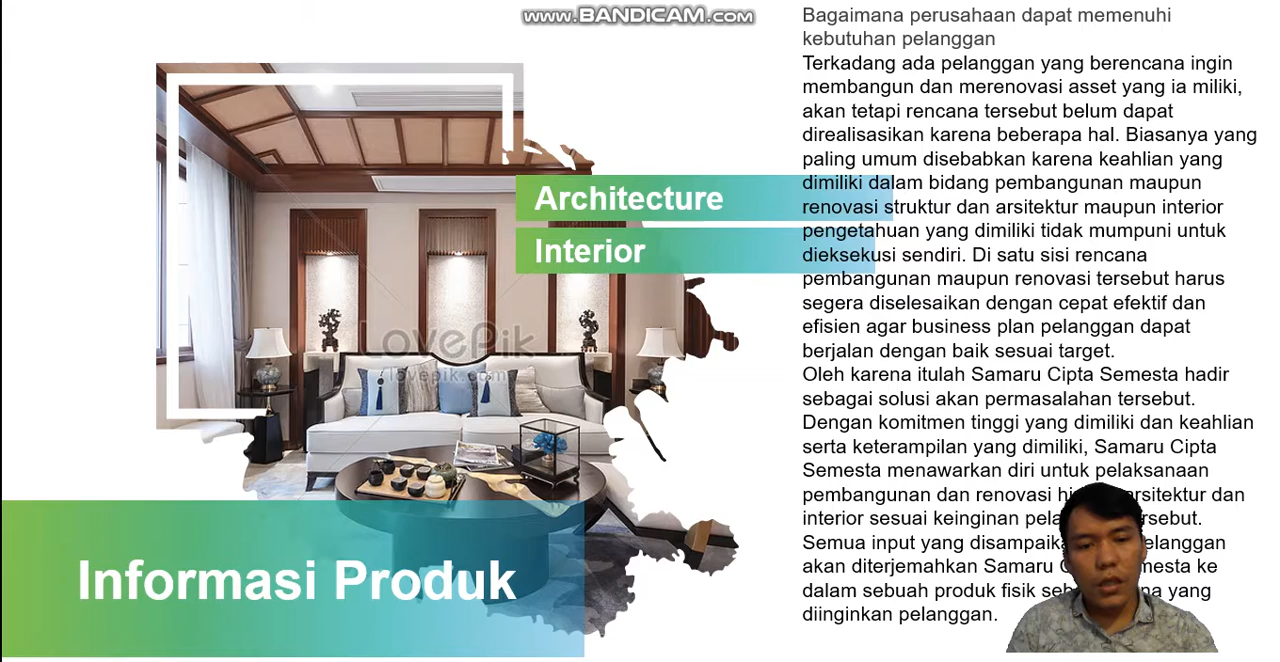 www.BANDICAM.com
Bagaimana perusahaan dapat memenuhi
kebutuhan pelanggan
Terkadang ada pelanggan yang berencana ingin
membangun dan merenovasi asset yang ia miliki,
akan tetapi rencana tersebut belum dapat
direalisasikan karena beberapa hal. Biasanya yang
paling umum disebabkan karena keahlian yang
dimiliki dalam bidang pembangunan maupun
renovasi struktur dan arsitektur maupun interior
pengetahuan yang dimiliki tidak mumpuni untuk
dieksekusi sendiri. Di satu sisi rencana
pembangunan maupun renovasi tersebut harus
segera diselesaikan dengan cepat efektif dan
efisien agar business plan pelanggan dapat
berjalan dengan baik sesuai target.
Oleh karena itulah Samaru Cipta Semesta hadir
sebagai solusi akan permasalahan tersebut.
Dengan komitmen tinggi yang dimiliki dan keahlian
serta keterampilan yang dimiliki, Samaru Cipta
Semesta menawarkan diri untuk pelaksanaan
pembangunan dan renovasi arsitektur dan
interior sesuai keinginan tersebut.
Semua input yang pelanggan
akan diterjemahkan Samaru ke
dalam sebuah produk fisik yang
diinginkan pelanggan.
Architecture
Interior
LovePik
lovepik.com
Informasi Produk